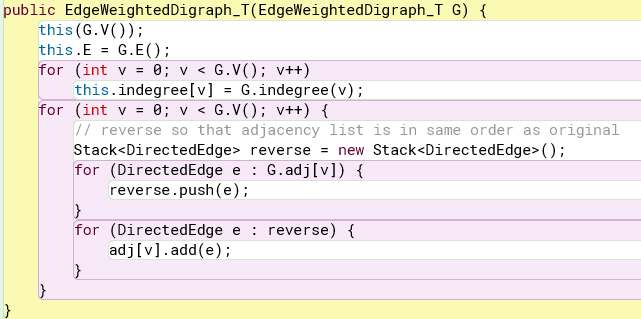 public EdgeWeightedDigraph_T(EdgeWeightedDigraph_T G) {
this(G.V());
this.E = G.E();
for (int v = 0; v < G.V(); v++)
this.indegree[v] = G.indegree(v);
for (int v = 0; v < G.V(); v++) {
// reverse so that adjacency list is in same order as original
Stack<DirectedEdge> reverse = new Stack<DirectedEdge>();
for (DirectedEdge e : G.adj[v]) {
reverse.push(e);
}
for (DirectedEdge e : reverse) {
adj[v].add(e);
}
}
}